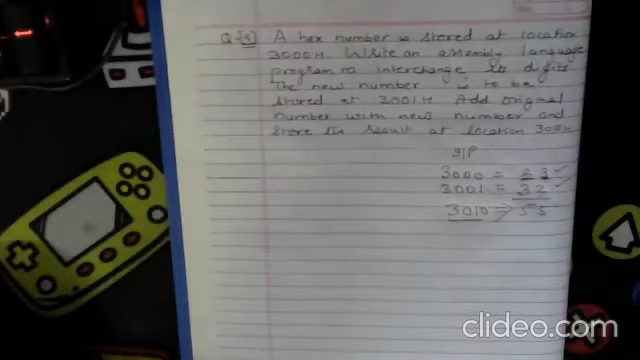 Q-(1) A hex number is stored at location
3000H Write an assembly language
program to interchange its digits
The new number is to be
stored at 3001H Add original
number with new number and
store the result at location 3010H
I/P
3000 = 23 ✓
3001 = 32 ✓
3010 => 55
clideo.com